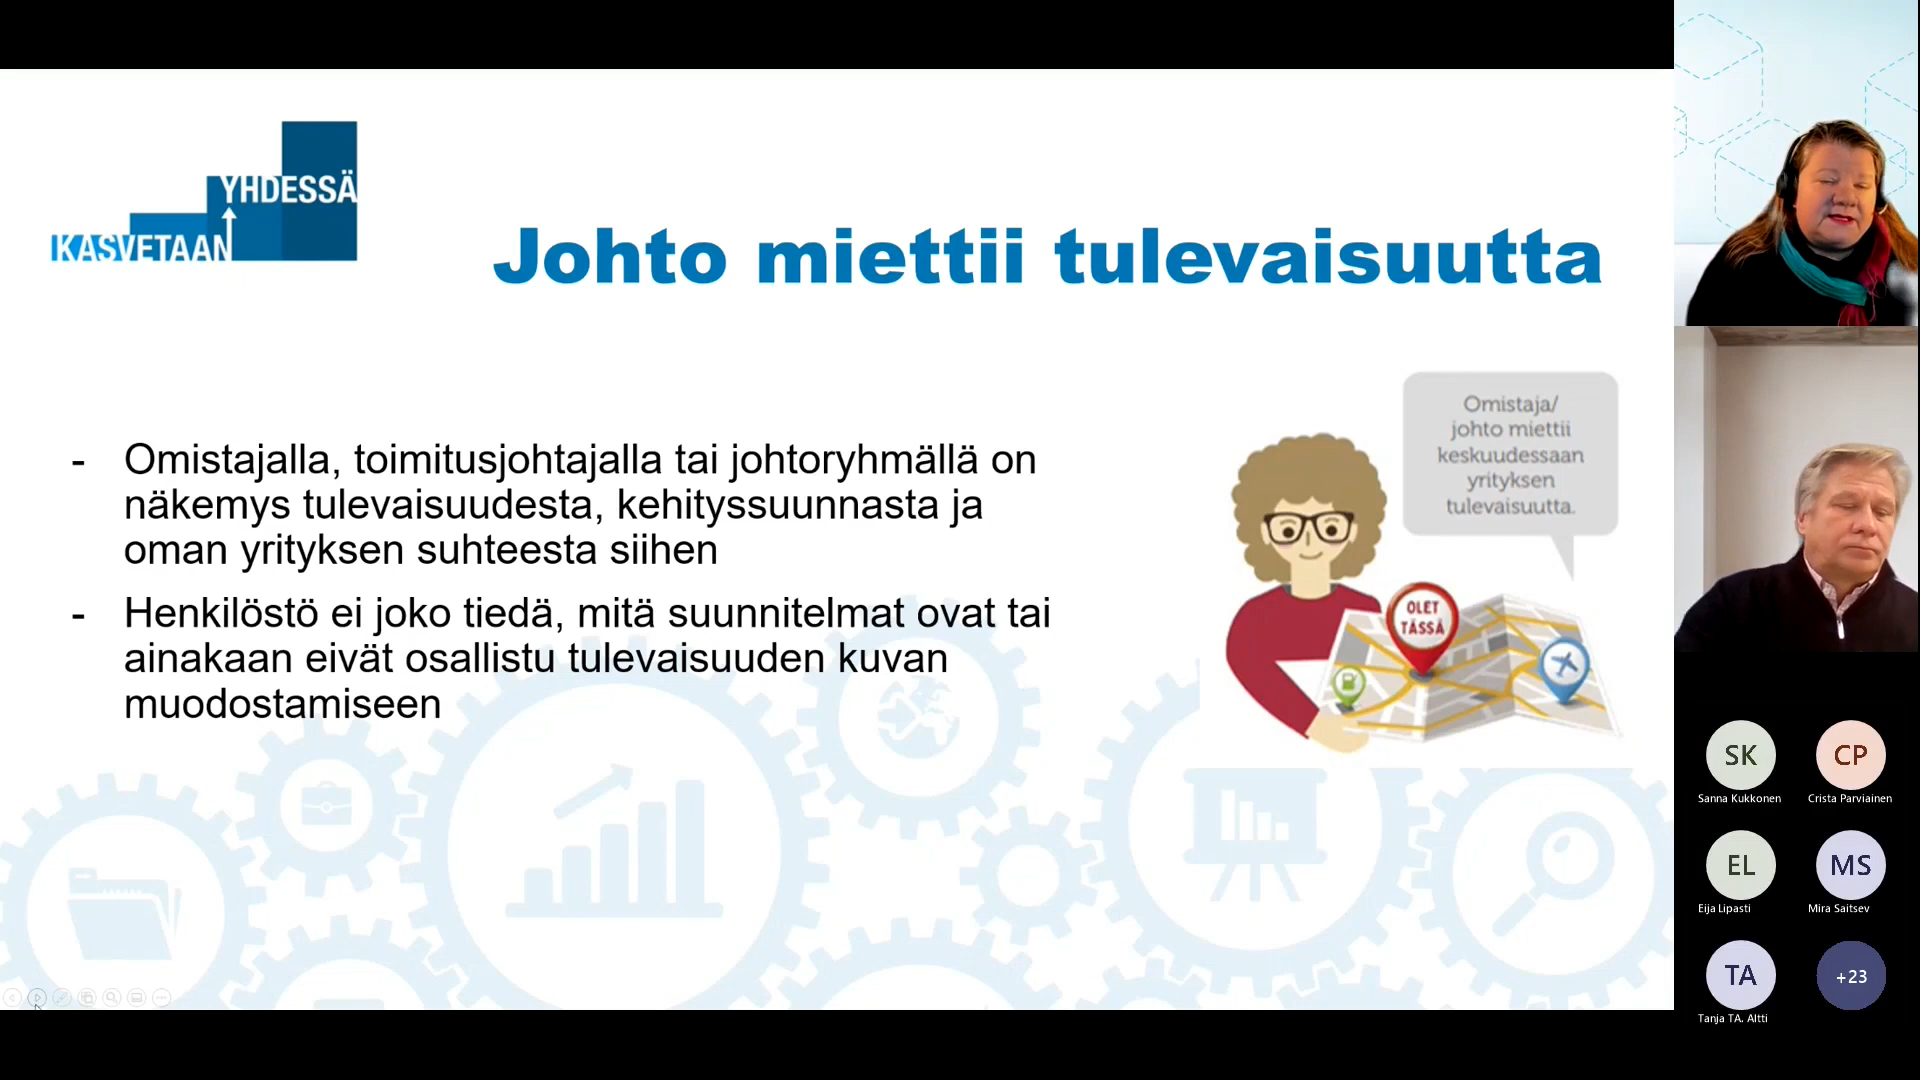 YHDESSÄ
KASVETAAN
Johto miettii tulevaisuutta
- Omistajalla, toimitusjohtajalla tai johtoryhmällä on
näkemys tulevaisuudesta, kehityssuunnasta ja
oman yrityksen suhteesta siihen
- Henkilöstö ei joko tiedä, mitä suunnitelmat ovat tai
ainakaan eivät osallistu tulevaisuuden kuvan
muodostamiseen
Omistaja/
johto miettii
keskuudessaan
yrityksen
tulevaisuutta.
OLET
TÄSSÄ
SK
CP
Sanna Kukkonen
Crista Parviainen
EL
MS
Eija Lipasti
Mira Saitsev
TA
+23
Tanja TA. Altti